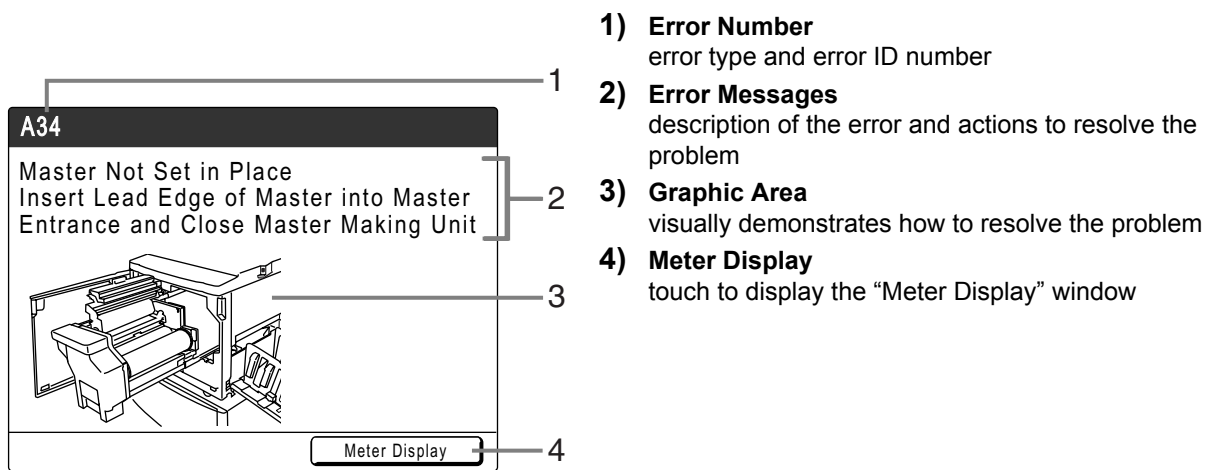 A34
Master Not Set in Place
Insert Lead Edge of Master into Master
Entrance and Close Master Making Unit
Meter Display
1
2
3
4
1) Error Number
error type and error ID number
2) Error Messages
description of the error and actions to resolve the
problem
3) Graphic Area
visually demonstrates how to resolve the problem
4) Meter Display
touch to display the “Meter Display” window